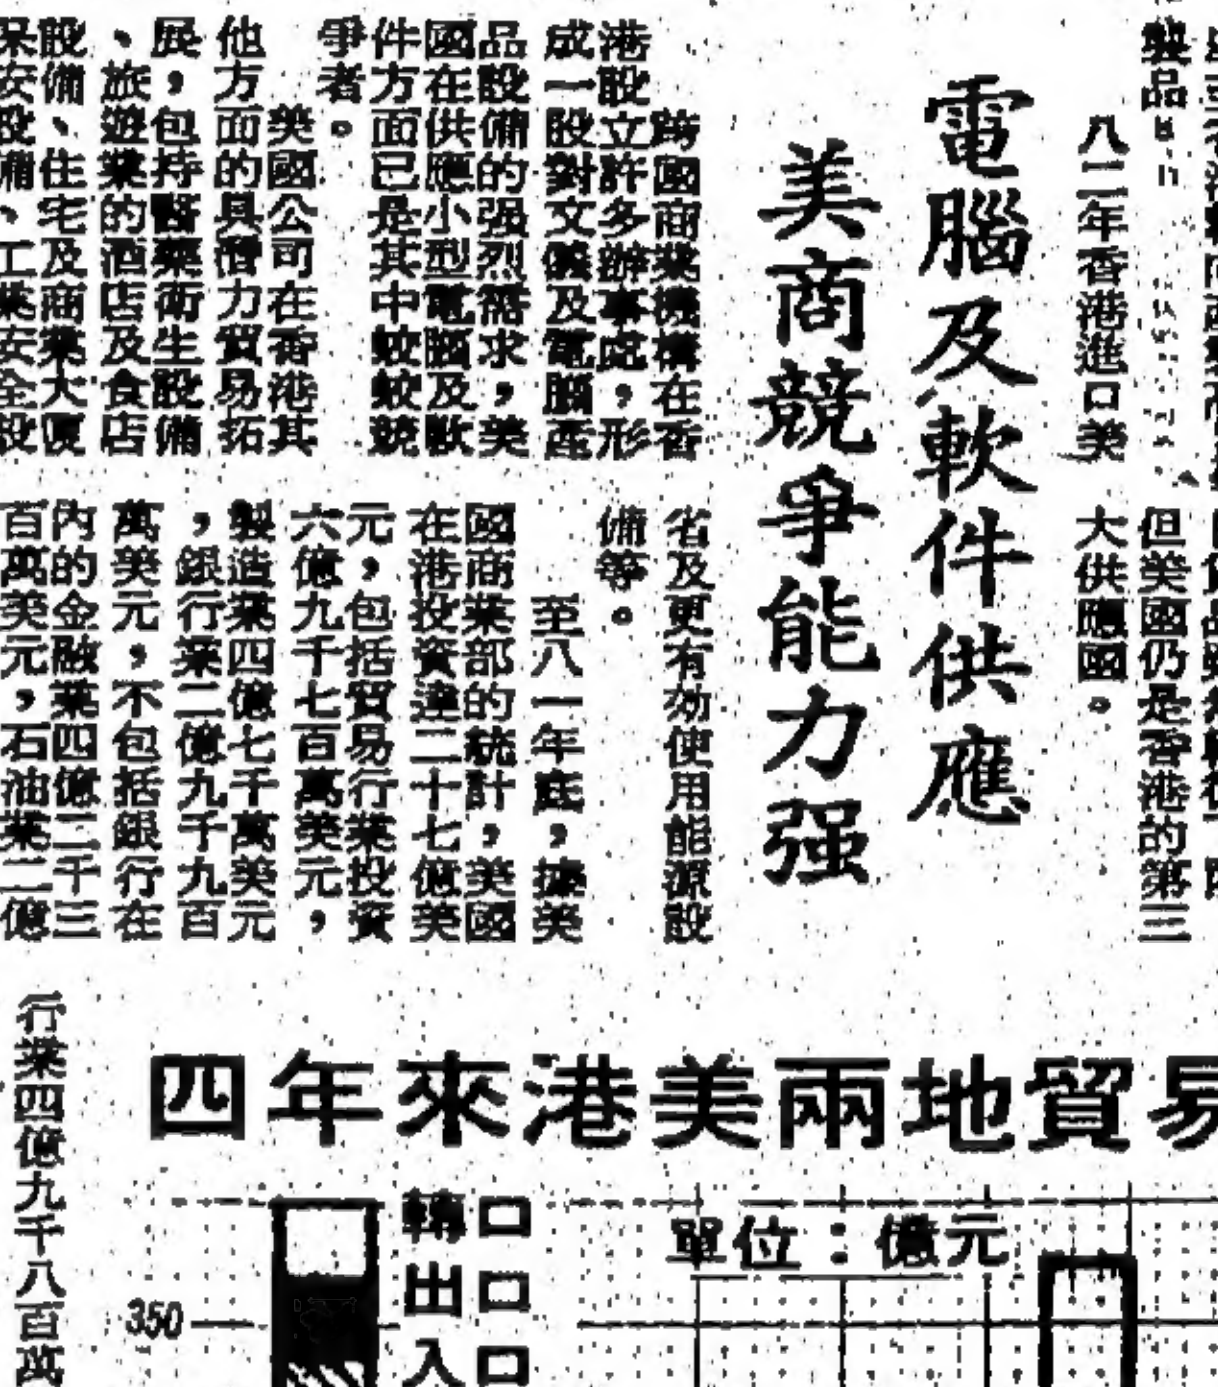 製品
八二年香港進口美
但美國仍是香港的第三
大供應國。
電腦及軟件供應
美商競爭能力强
跨國商業機構在香
港設立許多辦事處，形
成一股對文儀及電腦產
品設備的强烈需求，美
國在供應小型電腦及軟
件方面已是其中蛟蛟競
爭者。
美國公司在香港其
他方面的具潛力貿易拓
展，包持醫藥衛生設備
、旅遊業的酒店及食店
設備、住宅及商業大廈
保安設備、工業安全設
省及更有効使用能源設
備等。
至八一年底，據美
國商業部的統計，美國
在港投資達二十七億美
元，包括貿易行業投資
六億九千七百萬美元，
製造業四億七千萬美元
，銀行業二億九千九百
萬美元，不包括銀行在
內的金融業四億二千三
百萬美元，石油業二億
行業四億九千八百萬
四年來港美兩地貿易
單位：億元
轉口
出口
入口
350